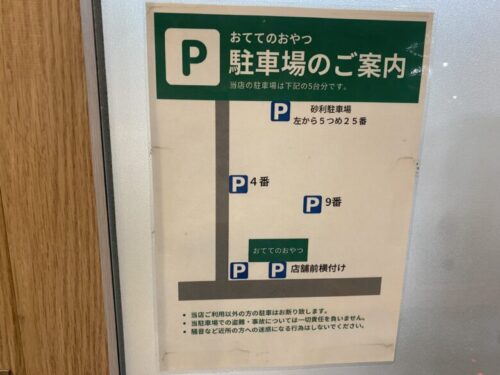 P
おててのおやつ
駐車場のご案内
当店の駐車場は下記の5台分です。
P
砂利駐車場
左から５つめ２５番
P 4番
P 9番
おててのおやつ
P P 店舗前横付け
• 当店ご利用以外の方の駐車はお断り致します。
• 当駐車場での盗難・事故については一切責任を負いません。
• 騒音など近所の方への迷惑になる行為はしないでください。